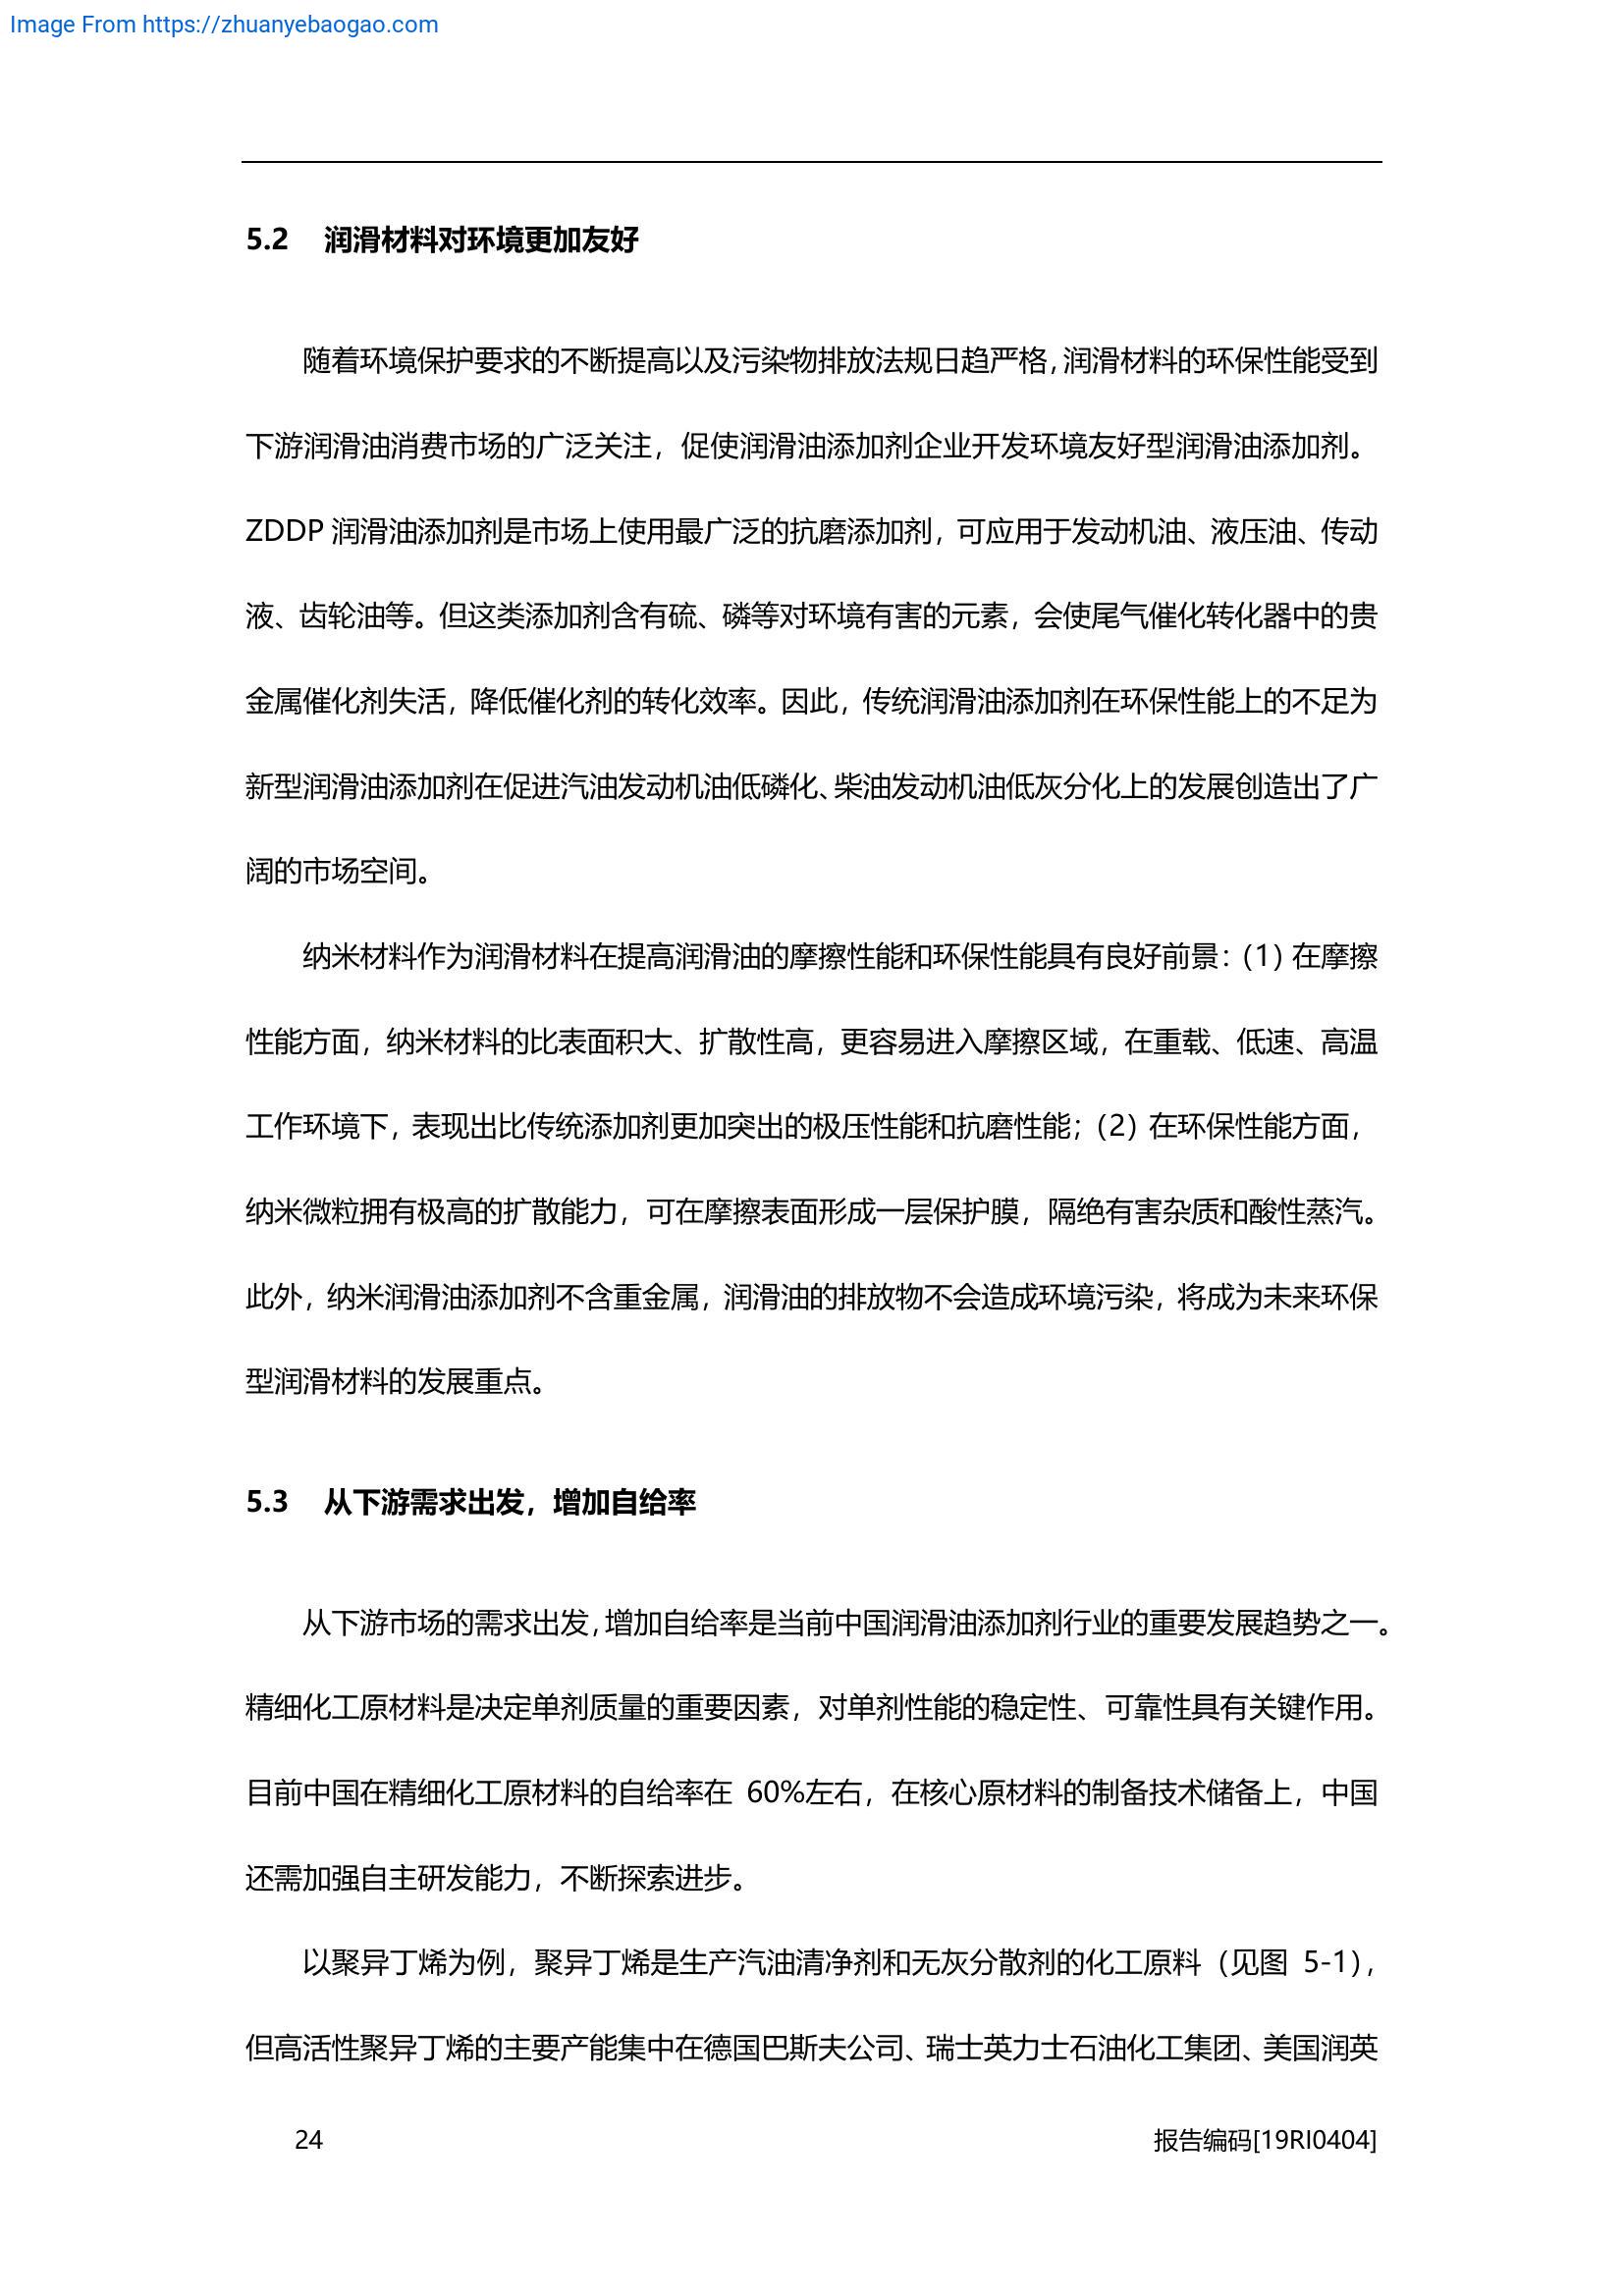 Image From https://zhuanyebaogao.com
5.2 润滑材料对环境更加友好
随着环境保护要求的不断提高以及污染物排放法规日趋严格，润滑材料的环保性能受到
下游润滑油消费市场的广泛关注，促使润滑油添加剂企业开发环境友好型润滑油添加剂。
ZDDP 润滑油添加剂是市场上使用最广泛的抗磨添加剂，可应用于发动机油、液压油、传动
液、齿轮油等。但这类添加剂含有硫、磷等对环境有害的元素，会使尾气催化转化器中的贵
金属催化剂失活，降低催化剂的转化效率。因此，传统润滑油添加剂在环保性能上的不足为
新型润滑油添加剂在促进汽油发动机油低磷化、柴油发动机油低灰分化上的发展创造出了广
阔的市场空间。
纳米材料作为润滑材料在提高润滑油的摩擦性能和环保性能具有良好前景：（1）在摩擦
性能方面，纳米材料的比表面积大、扩散性高，更容易进入摩擦区域，在重载、低速、高温
工作环境下，表现出比传统添加剂更加突出的极压性能和抗磨性能；（2）在环保性能方面，
纳米微粒拥有极高的扩散能力，可在摩擦表面形成一层保护膜，隔绝有害杂质和酸性蒸汽。
此外，纳米润滑油添加剂不含重金属，润滑油的排放物不会造成环境污染，将成为未来环保
型润滑材料的发展重点。
5.3 从下游需求出发，增加自给率
从下游市场的需求出发，增加自给率是当前中国润滑油添加剂行业的重要发展趋势之一。
精细化工原材料是决定单剂质量的重要因素，对单剂性能的稳定性、可靠性具有关键作用。
目前中国在精细化工原材料的自给率在 60%左右，在核心原材料的制备技术储备上，中国
还需加强自主研发能力，不断探索进步。
以聚异丁烯为例，聚异丁烯是生产汽油清净剂和无灰分散剂的化工原料（见图 5-1），
但高活性聚异丁烯的主要产能集中在德国巴斯夫公司、瑞士英力士石油化工集团、美国润英
24 报告编码[19RI0404]